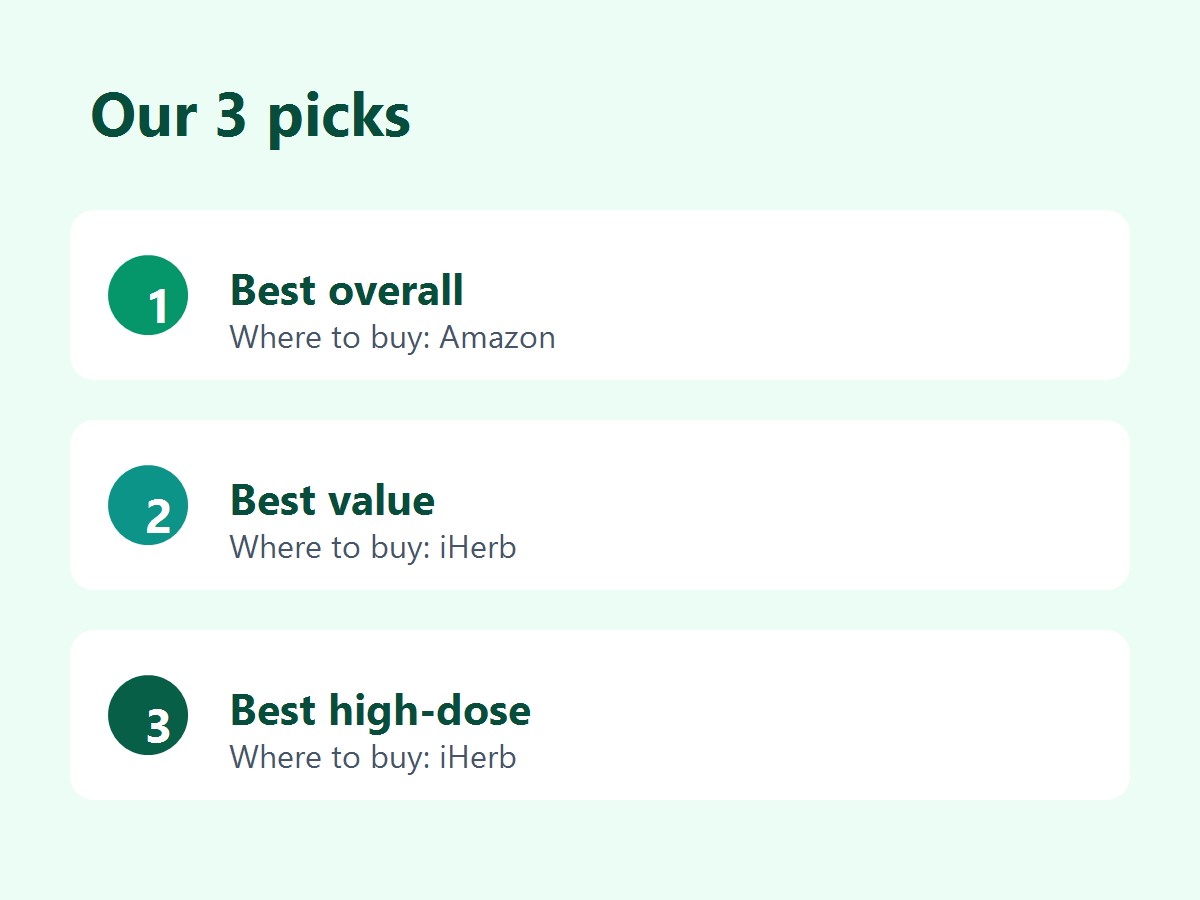 Our 3 picks
1
Best overall
Where to buy: Amazon
2
Best value
Where to buy: iHerb
3
Best high-dose
Where to buy: iHerb